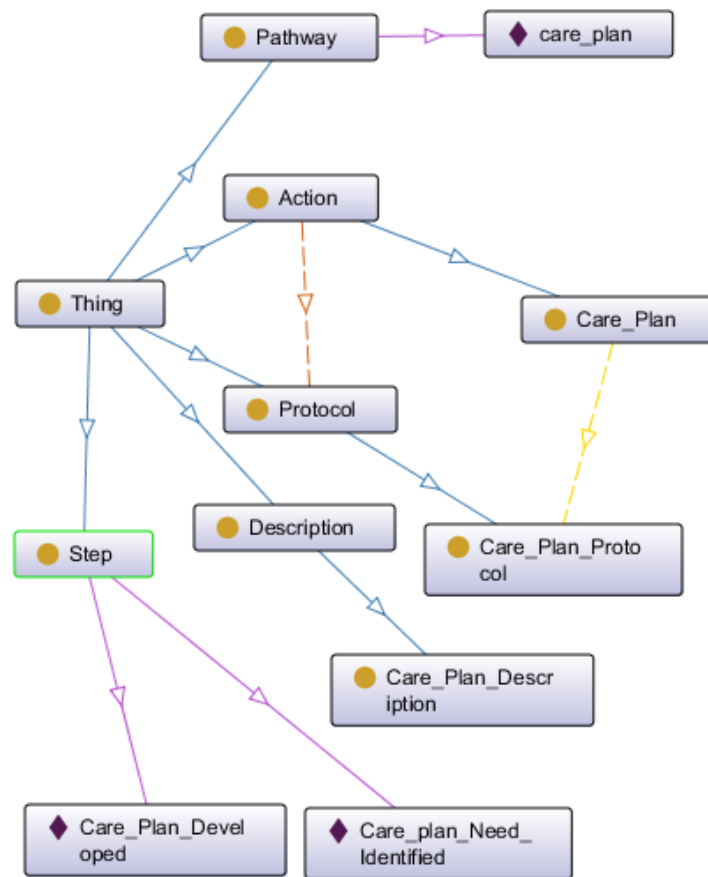 Pathway
care_plan
Action
Thing
Care_Plan
Protocol
Description
Care_Plan_Proto
col
Step
Care_Plan_Descr
iption
Care_Plan_Devel
oped
Care_plan_Need_
Identified